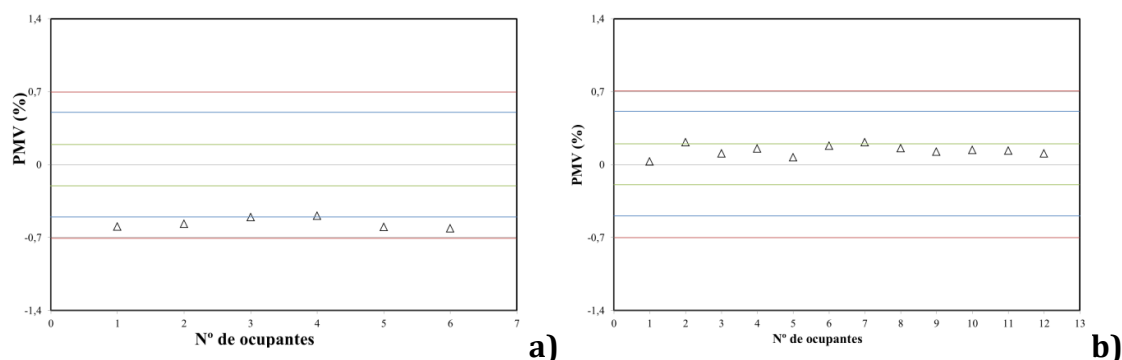 1,4
0,7
0
-0,7
-1,4
PMV (%)
0 1 2 3 4 5 6 7
Nº de ocupantes
a)
1,4
0,7
0
-0,7
-1,4
PMV (%)
0 1 2 3 4 5 6 7 8 9 10 11 12 13
Nº de ocupantes
b)